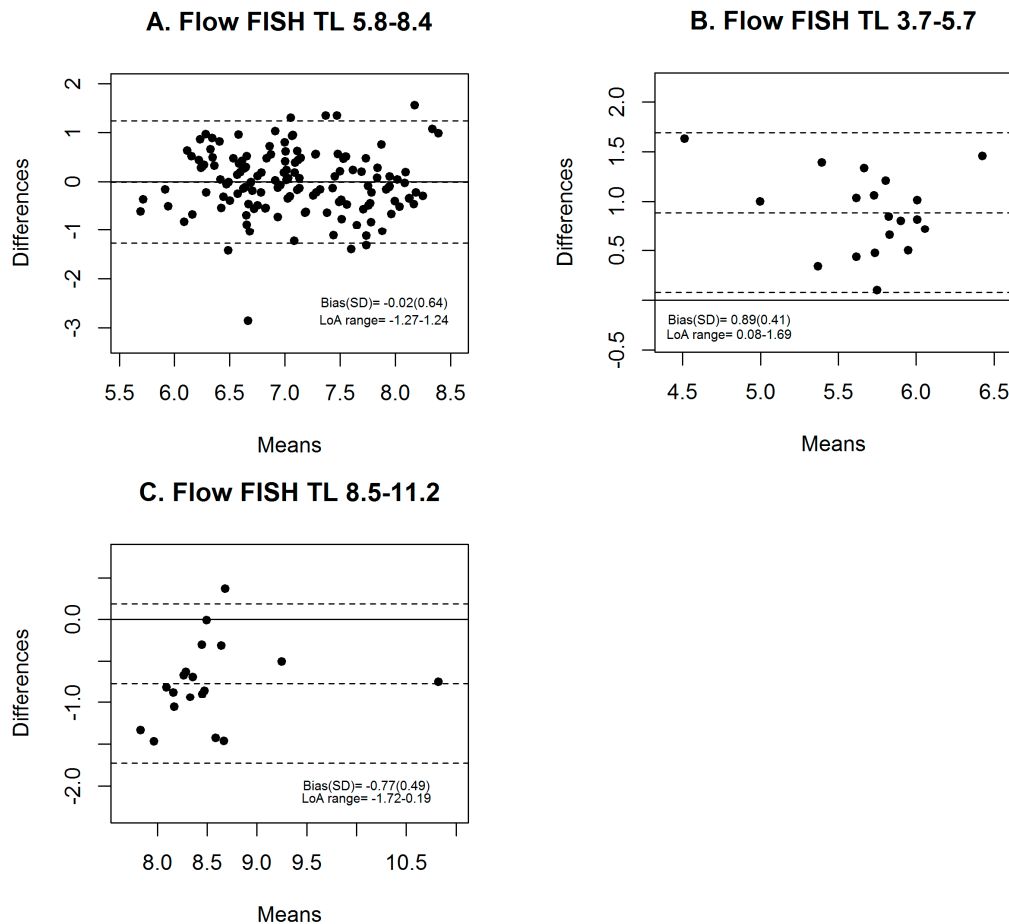 A. Flow FISH TL 5.8-8.4
Differences
2
1
0
-1
-2
-3
Bias(SD)= -0.02(0.64)
LoA range= -1.27-1.24
5.5 6.0 6.5 7.0 7.5 8.0 8.5
Means
B. Flow FISH TL 3.7-5.7
Differences
2.0
1.5
1.0
0.5
-0.5
Bias(SD)= 0.89(0.41)
LoA range= 0.08-1.69
4.5 5.0 5.5 6.0 6.5
Means
C. Flow FISH TL 8.5-11.2
Differences
0.0
-1.0
-2.0
Bias(SD)= -0.77(0.49)
LoA range= -1.72-0.19
8.0 8.5 9.0 9.5 10.5
Means